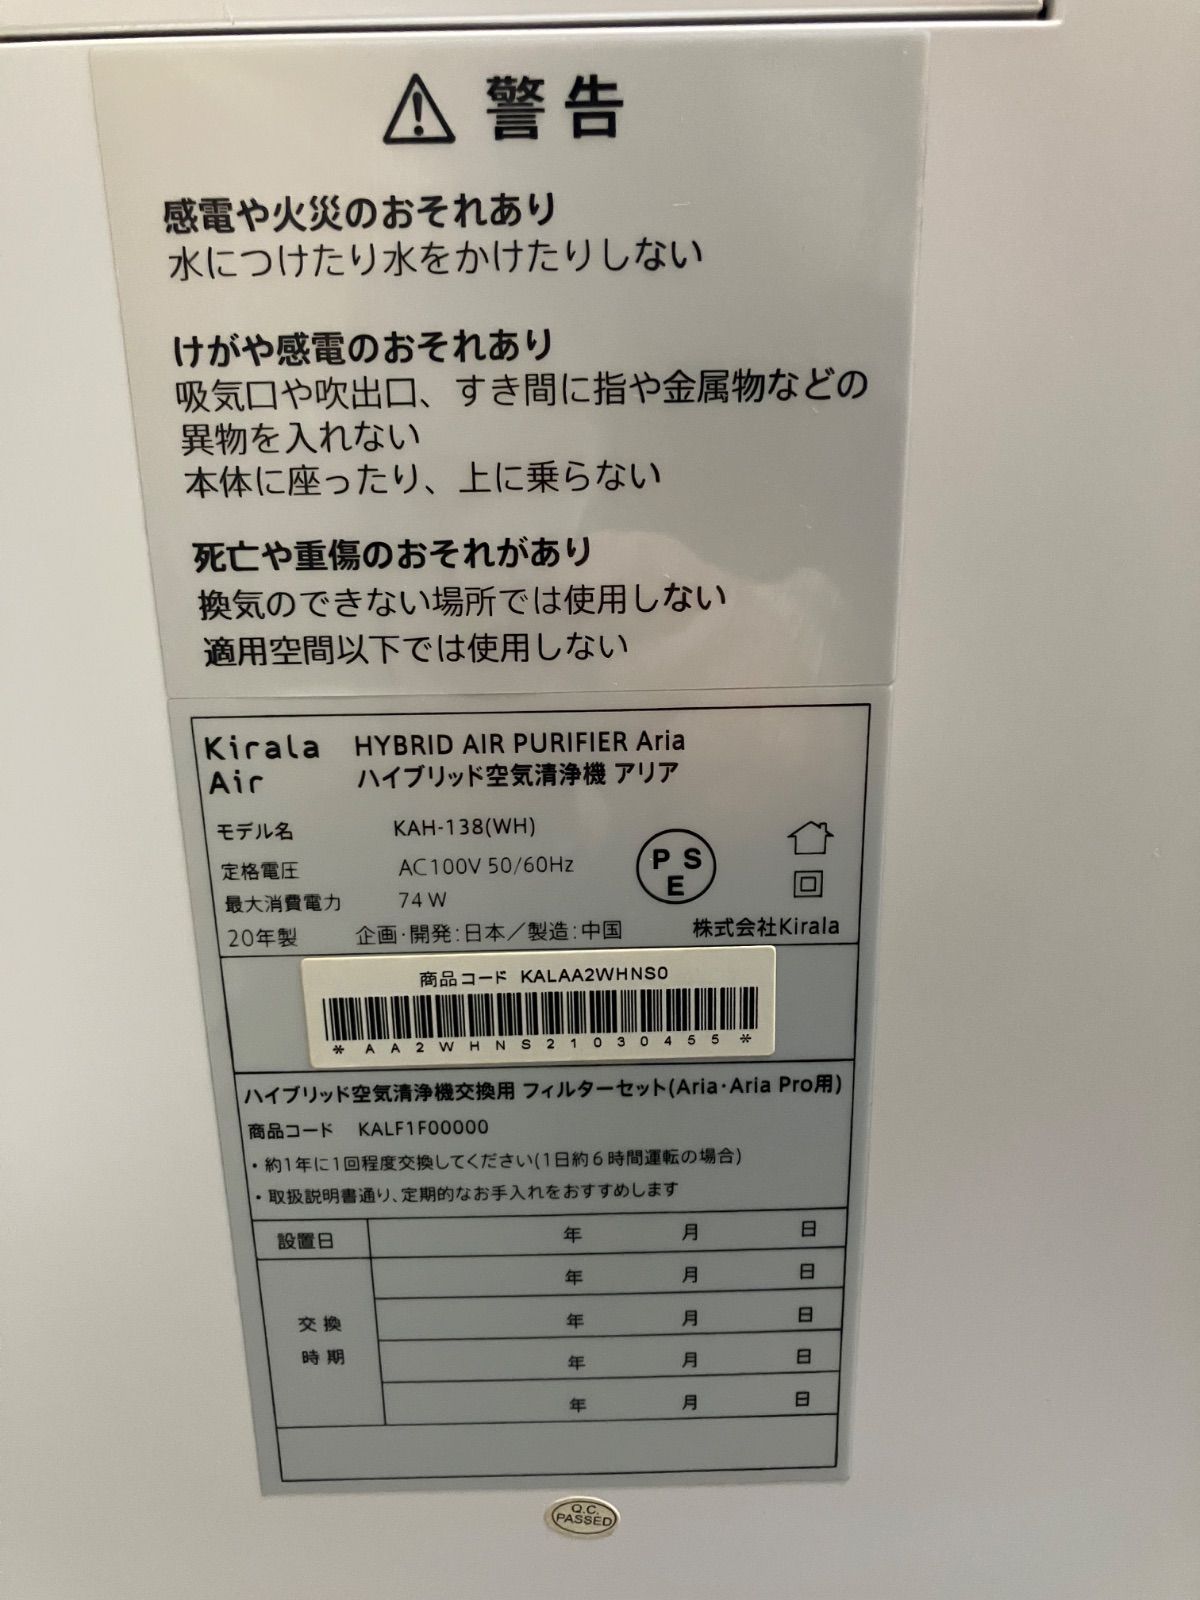 警告
感電や火災のおそれあり
水につけたり水をかけたりしない
けがや感電のおそれあり
吸気口や吹出口、すき間に指や金属物などの
異物を入れない
本体に座ったり、上に乗らない
死亡や重傷のおそれがあり
換気のできない場所では使用しない
適用空間以下では使用しない
Kirala Air
HYBRID AIR PURIFIER Aria
ハイブリッド空気清浄機 アリア
モデル名 KAH-138(WH)
定格電圧 AC100V 50/60Hz
最大消費電力 74W
PSE
20年製 企画・開発:日本/製造:中国 株式会社Kirala
商品コード KALAA2WHNS0
*AA2WHNS21030455*
ハイブリッド空気清浄機交換用 フィルターセット(Aria・Aria Pro用)
商品コード KALF1F00000
・約1年に1回程度交換してください(1日約6時間運転の場合)
・取扱説明書通り、定期的なお手入れをおすすめします
設置日 年 月 日
年 月 日
交換 年 月 日
時期 年 月 日
年 月 日
Q.C.
PASSED